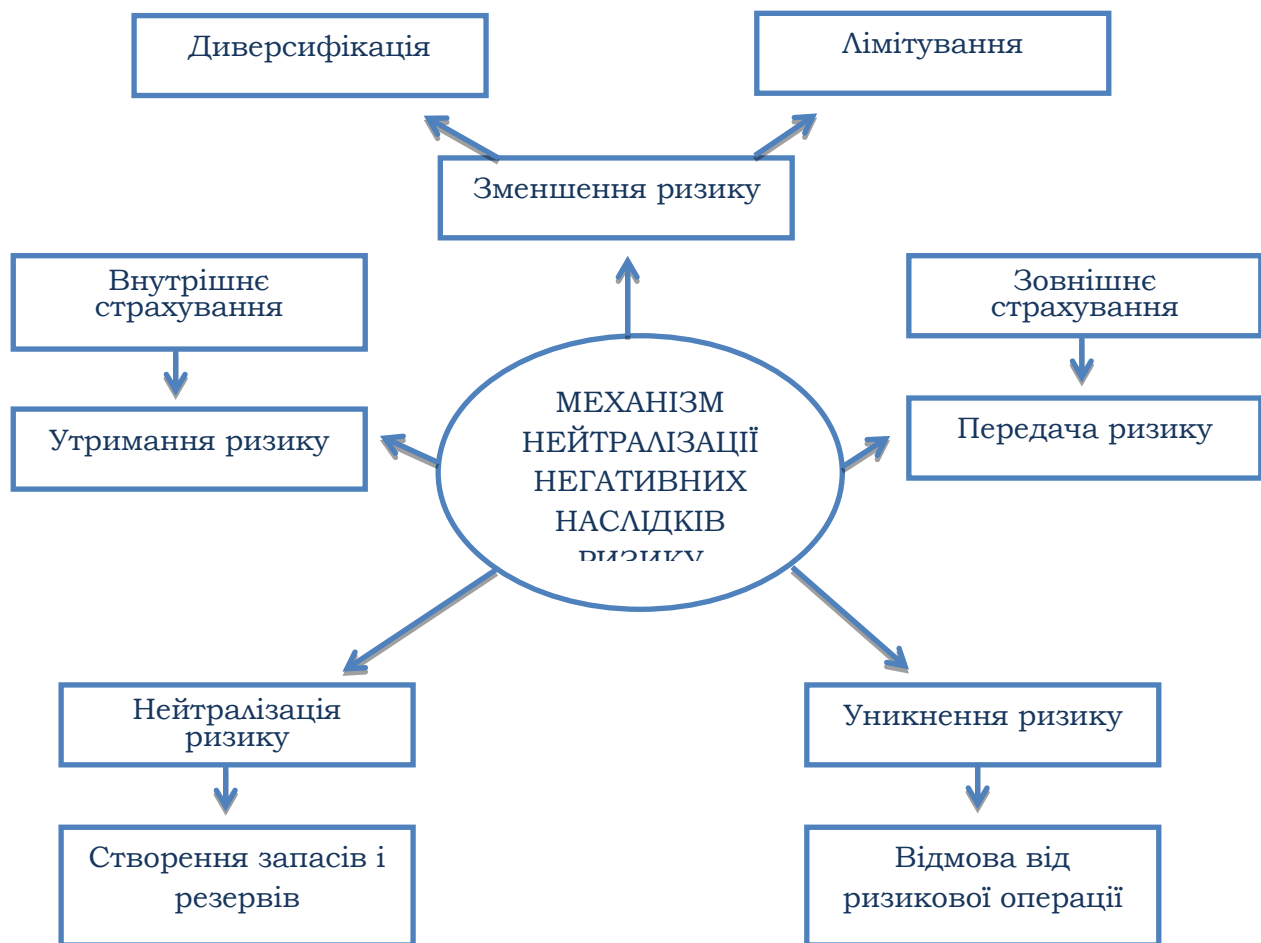 Диверсифікація
Лімітування
Зменшення ризику
Внутрішнє
страхування
Зовнішнє
страхування
Утримання ризику
МЕХАНІЗМ
НЕЙТРАЛІЗАЦІЇ
НЕГАТИВНИХ
НАСЛІДКІВ
РИЗИКУ
Передача ризику
Нейтралізація
ризику
Уникнення ризику
Створення запасів і
резервів
Відмова від
ризикової операції